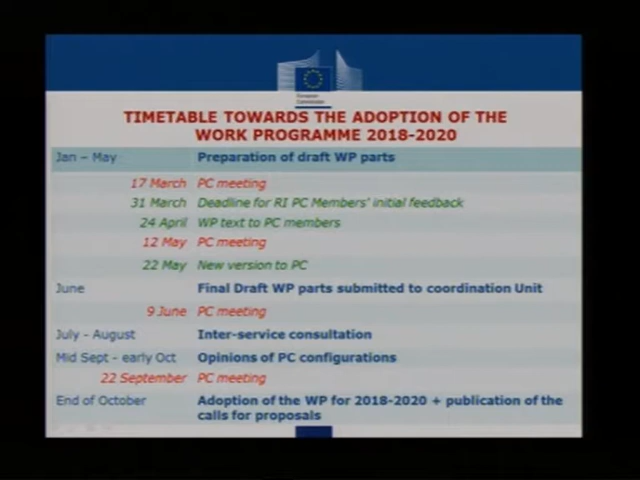 European
Commission
TIMETABLE TOWARDS THE ADOPTION OF THE
WORK PROGRAMME 2018-2020
Jan – May Preparation of draft WP parts
17 March PC meeting
31 March Deadline for RI PC Members' initial feedback
24 April WP text to PC members
12 May PC meeting
22 May New version to PC
June Final Draft WP parts submitted to coordination Unit
9 June PC meeting
July - August Inter-service consultation
Mid Sept - early Oct Opinions of PC configurations
22 September PC meeting
End of October Adoption of the WP for 2018-2020 + publication of the
calls for proposals